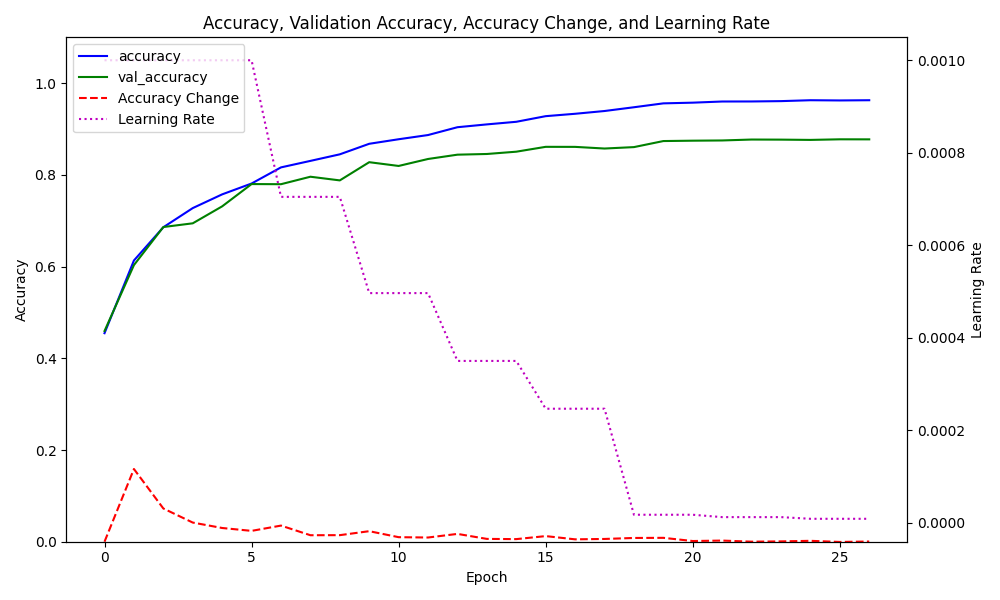 Accuracy, Validation Accuracy, Accuracy Change, and Learning Rate
accuracy
val_accuracy
Accuracy Change
Learning Rate
1.0
0.8
0.6
0.4
0.2
0.0
Accuracy
0.0010
0.0008
0.0006
0.0004
0.0002
0.0000
Learning Rate
0 5 10 15 20 25
Epoch